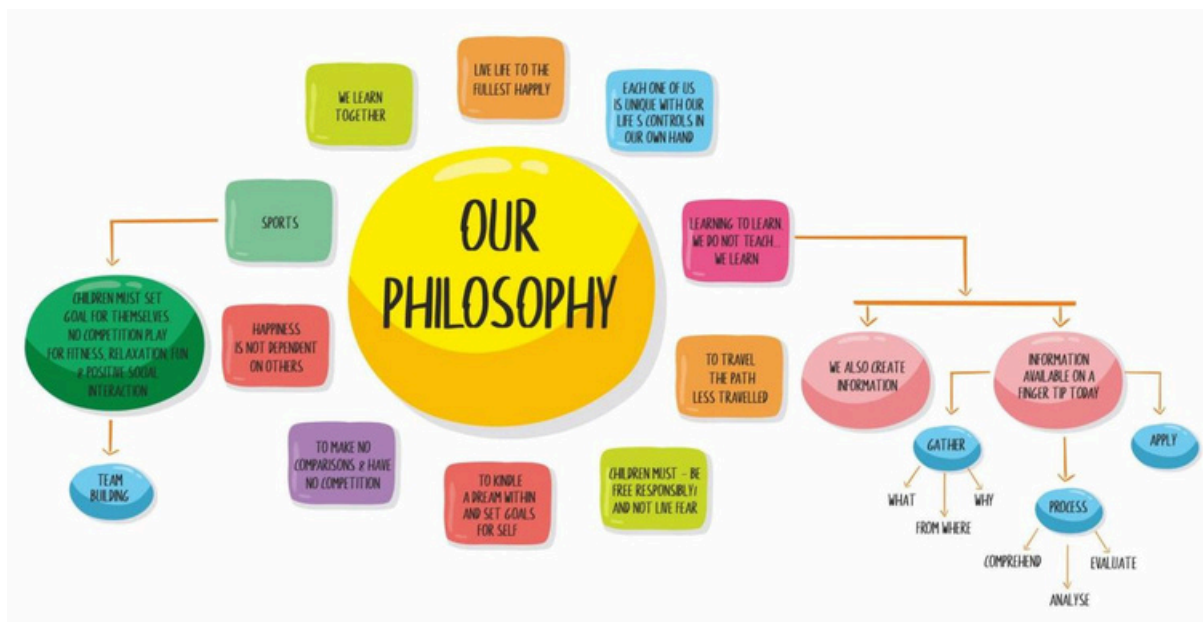 OUR
PHILOSOPHY
LIVE LIFE TO THE
FULLEST HAPPILY
EACH ONE OF US
IS UNIQUE WITH OUR
LIFE S CONTROLS IN
OUR OWN HAND
LEARNING TO LEARN.
WE DO NOT TEACH...
WE LEARN
WE ALSO CREATE
INFORMATION
INFORMATION
AVAILABLE ON A
FINGER TIP TODAY
GATHER
WHAT
FROM WHERE
WHY
PROCESS
COMPREHEND
ANALYSE
EVALUATE
APPLY
TO TRAVEL
THE PATH
LESS TRAVELLED
CHILDREN MUST – BE
FREE RESPONSIBLY/
AND NOT LIVE FEAR
TO KINDLE
A DREAM WITHIN
AND SET GOALS
FOR SELF
TO MAKE NO
COMPARISONS & HAVE
NO COMPETITION
HAPPINESS
IS NOT DEPENDENT
ON OTHERS
SPORTS
CHILDREN MUST SET
GOAL FOR THEMSELVES.
NO COMPETITION PLAY
FOR FITNESS, RELAXATION, FUN
& POSITIVE SOCIAL
INTERACTION
TEAM
BUILDING
WE LEARN
TOGETHER